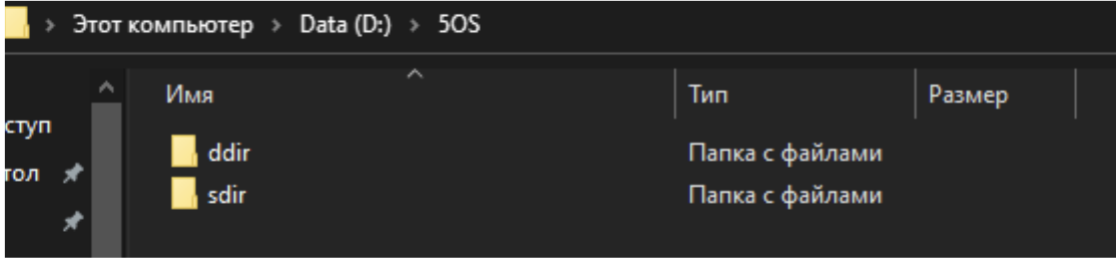 Этот компьютер > Data (D:) > 5OS
Имя Тип Размер
ступ
ddir Папка с файлами
тол
sdir Папка с файлами